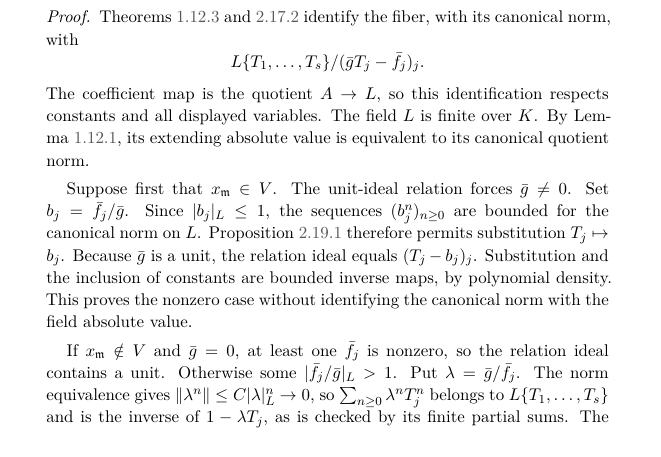 Proof. Theorems 1.12.3 and 2.17.2 identify the fiber, with its canonical norm,
with
L{T₁, . . . , Tₛ}/(ḡTⱼ − f̄ⱼ)ⱼ.
The coefficient map is the quotient A → L, so this identification respects
constants and all displayed variables. The field L is finite over K. By Lem-
ma 1.12.1, its extending absolute value is equivalent to its canonical quotient
norm.
Suppose first that x_𝔪 ∈ V. The unit-ideal relation forces ḡ ≠ 0. Set
bⱼ = f̄ⱼ/ḡ. Since |bⱼ|_L ≤ 1, the sequences (bⱼⁿ)ₙ≥₀ are bounded for the
canonical norm on L. Proposition 2.19.1 therefore permits substitution Tⱼ ↦
bⱼ. Because ḡ is a unit, the relation ideal equals (Tⱼ − bⱼ)ⱼ. Substitution and
the inclusion of constants are bounded inverse maps, by polynomial density.
This proves the nonzero case without identifying the canonical norm with the
field absolute value.
If x_𝔪 ∉ V and ḡ = 0, at least one f̄ⱼ is nonzero, so the relation ideal
contains a unit. Otherwise some |f̄ⱼ/ḡ|_L > 1. Put λ = ḡ/f̄ⱼ. The norm
equivalence gives ‖λⁿ‖ ≤ C|λ|ⁿ_L → 0, so ∑ₙ≥₀ λⁿTⱼⁿ belongs to L{T₁, . . . , Tₛ}
and is the inverse of 1 − λTⱼ, as is checked by its finite partial sums. The